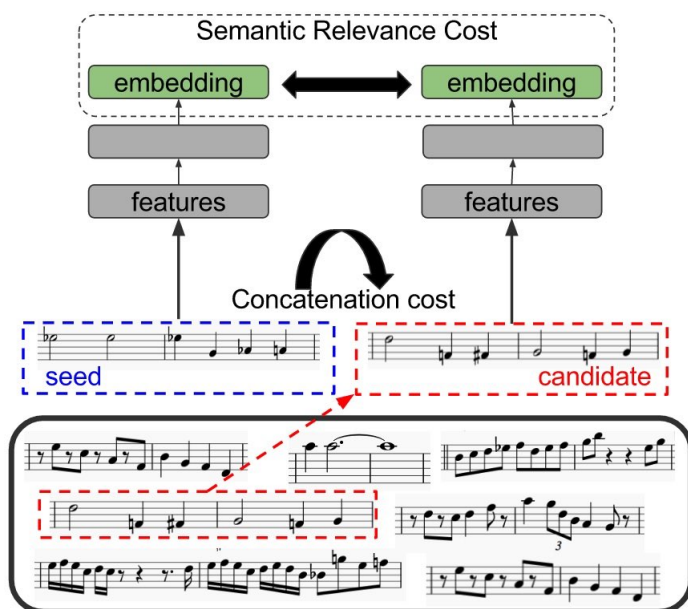 Semantic Relevance Cost
embedding
embedding
features
features
Concatenation cost
seed
candidate
3